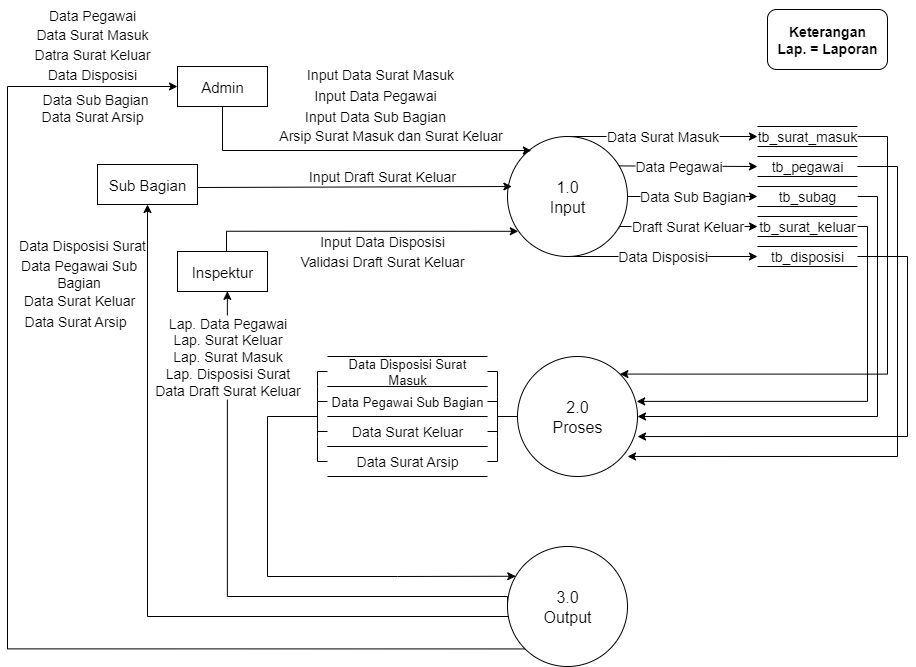 Data Pegawai
Data Surat Masuk
Datra Surat Keluar
Data Disposisi
Data Sub Bagian
Data Surat Arsip
Admin
Input Data Surat Masuk
Input Data Pegawai
Input Data Sub Bagian
Arsip Surat Masuk dan Surat Keluar
Keterangan
Lap. = Laporan
Sub Bagian
Input Draft Surat Keluar
1.0
Input
Data Surat Masuk
tb_surat_masuk
Data Pegawai
tb_pegawai
Data Sub Bagian
tb_subag
Draft Surat Keluar
tb_surat_keluar
Data Disposisi
tb_disposisi
Input Data Disposisi
Validasi Draft Surat Keluar
Inspektur
Data Disposisi Surat
Data Pegawai Sub
Bagian
Data Surat Keluar
Data Surat Arsip
Lap. Data Pegawai
Lap. Surat Keluar
Lap. Surat Masuk
Lap. Disposisi Surat
Data Draft Surat Keluar
Data Disposisi Surat
Masuk
Data Pegawai Sub Bagian
Data Surat Keluar
Data Surat Arsip
2.0
Proses
3.0
Output